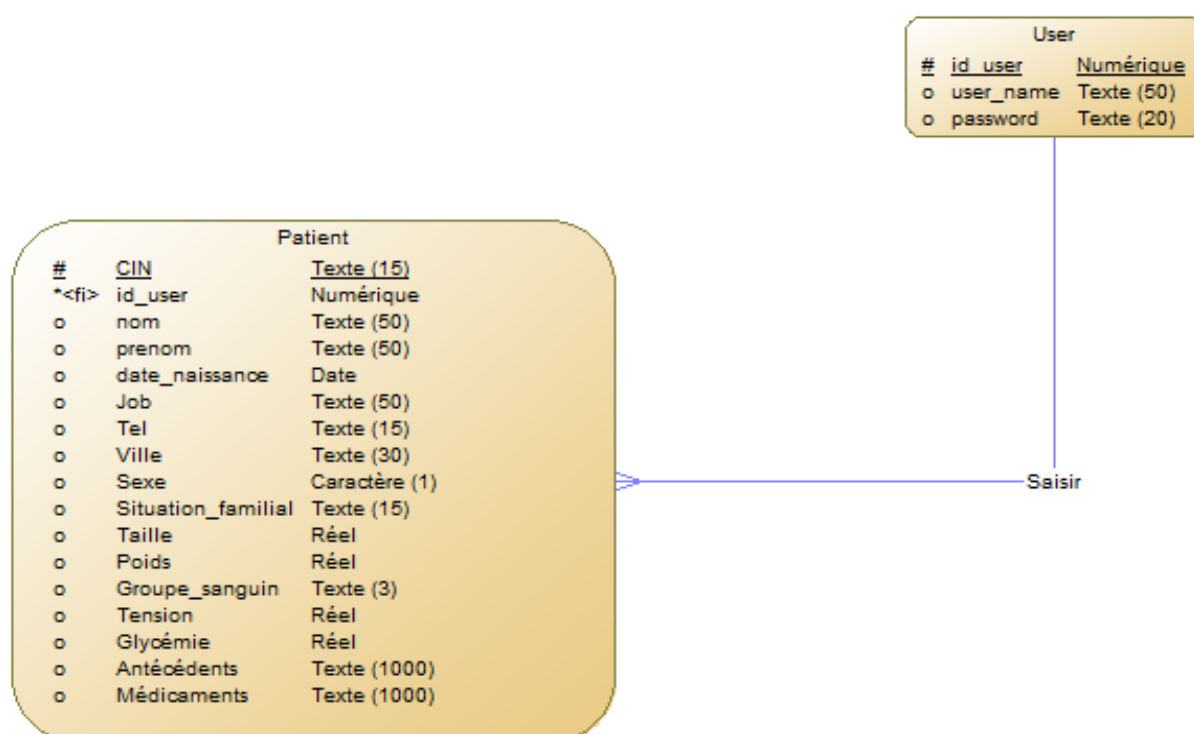 User
# id_user Numérique
o user_name Texte (50)
o password Texte (20)
Patient
# CIN Texte (15)
*<fi> id_user Numérique
o nom Texte (50)
o prenom Texte (50)
o date_naissance Date
o Job Texte (50)
o Tel Texte (15)
o Ville Texte (30)
o Sexe Caractère (1)
o Situation_familial Texte (15)
o Taille Réel
o Poids Réel
o Groupe_sanguin Texte (3)
o Tension Réel
o Glycémie Réel
o Antécédents Texte (1000)
o Médicaments Texte (1000)
Saisir